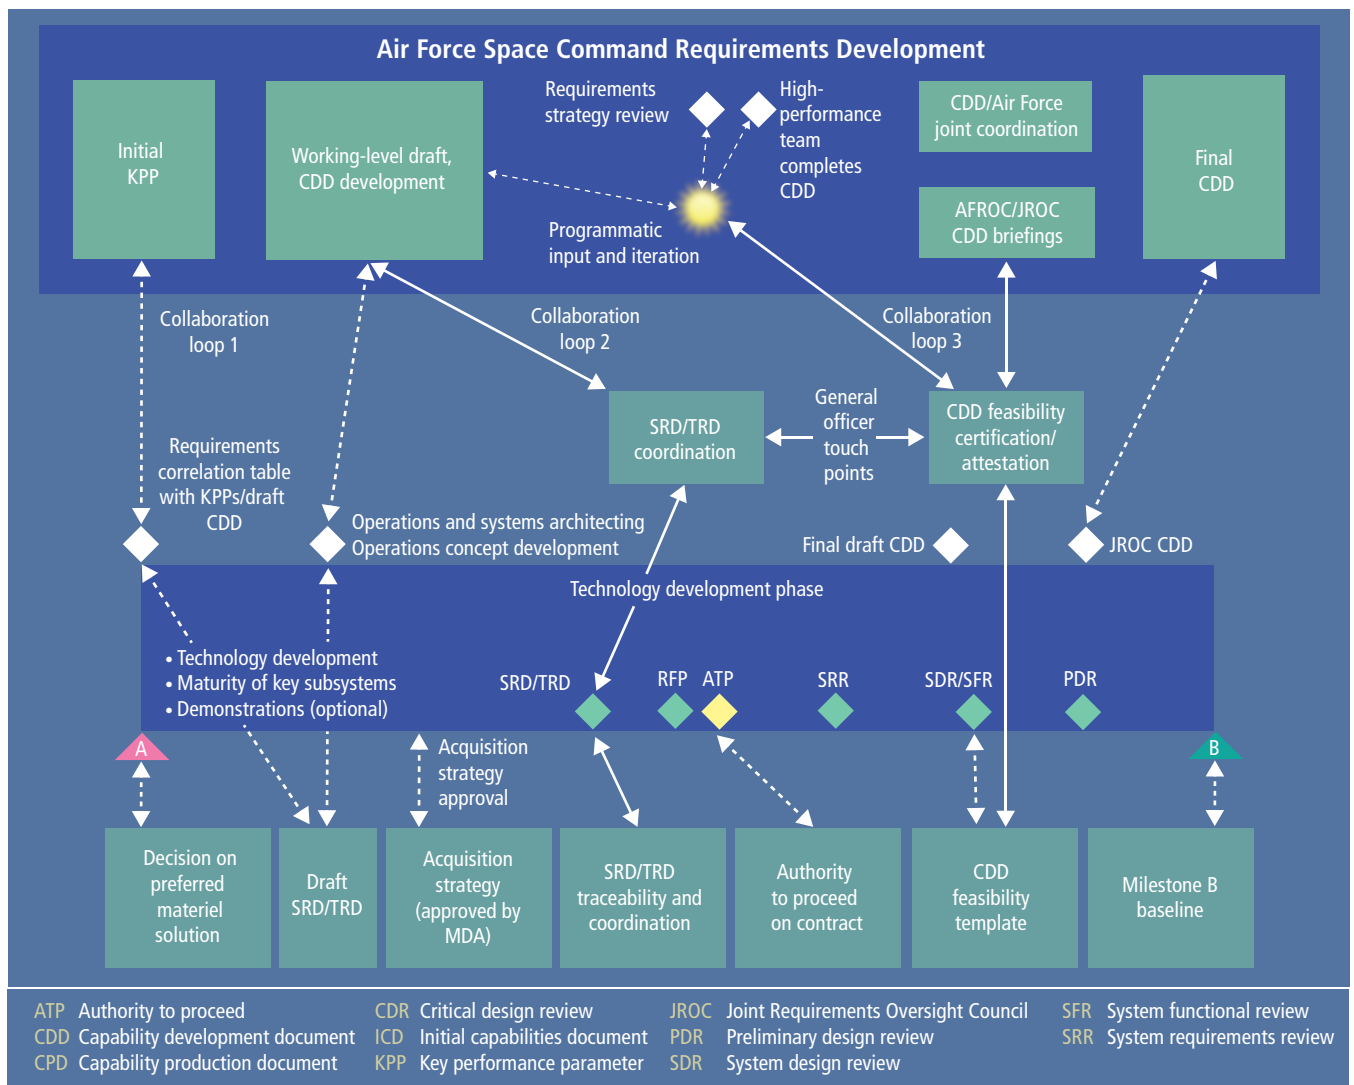 Air Force Space Command Requirements Development
Initial
KPP
Working-level draft,
CDD development
Requirements
strategy review
High-
performance
team
completes
CDD
Programmatic
input and iteration
CDD/Air Force
joint coordination
AFROC/JROC
CDD briefings
Final
CDD
Collaboration
loop 1
Collaboration
loop 2
Collaboration
loop 3
SRD/TRD
coordination
General
officer
touch
points
CDD feasibility
certification/
attestation
Requirements
correlation table
with KPPs/draft
CDD
Operations and systems architecting
Operations concept development
Final draft CDD
JROC CDD
Technology development phase
• Technology development
• Maturity of key subsystems
• Demonstrations (optional)
SRD/TRD
RFP
ATP
SRR
SDR/SFR
PDR
A
Acquisition
strategy
approval
B
Decision on
preferred
materiel
solution
Draft
SRD/TRD
Acquisition
strategy
(approved by
MDA)
SRD/TRD
traceability and
coordination
Authority
to proceed
on contract
CDD
feasibility
template
Milestone B
baseline
ATP Authority to proceed
CDD Capability development document
CPD Capability production document
CDR Critical design review
ICD Initial capabilities document
KPP Key performance parameter
JROC Joint Requirements Oversight Council
PDR Preliminary design review
SDR System design review
SFR System functional review
SRR System requirements review